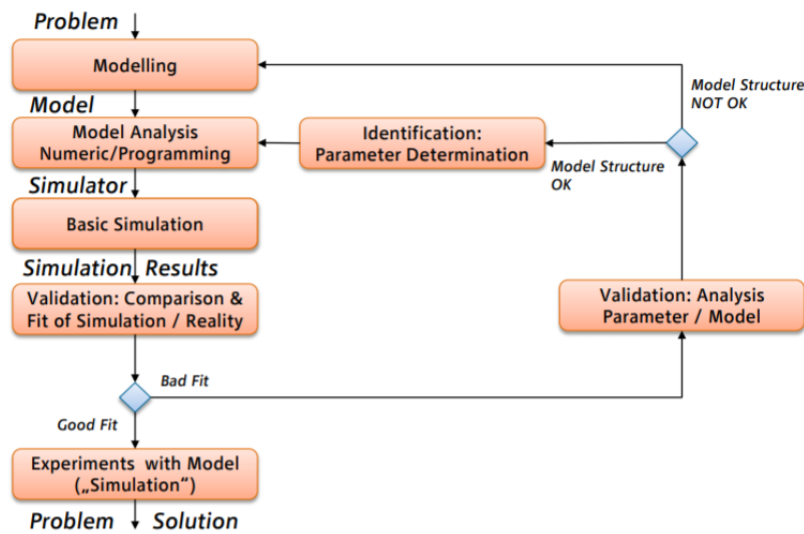 Problem
Modelling
Model Structure
NOT OK
Model
Model Analysis
Numeric/Programming
Identification:
Parameter Determination
Model Structure
OK
Simulator
Basic Simulation
Simulation Results
Validation: Comparison &
Fit of Simulation / Reality
Validation: Analysis
Parameter / Model
Bad Fit
Good Fit
Experiments with Model
(„Simulation“)
Problem Solution